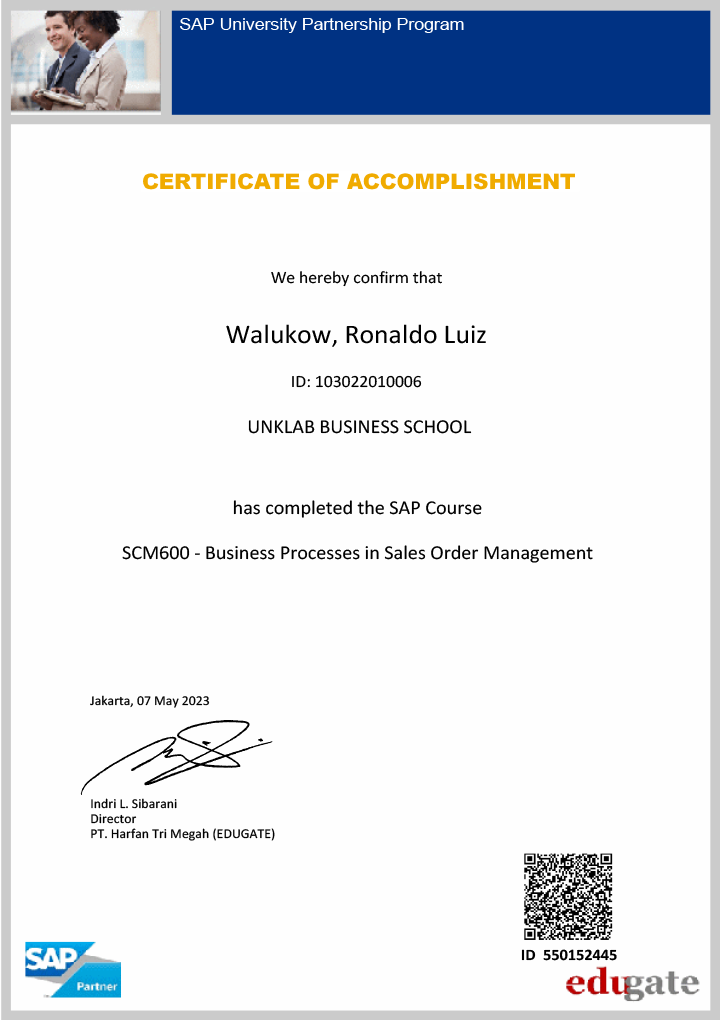 SAP University Partnership Program
CERTIFICATE OF ACCOMPLISHMENT
We hereby confirm that
Walukow, Ronaldo Luiz
ID: 103022010006
UNKLAB BUSINESS SCHOOL
has completed the SAP Course
SCM600 - Business Processes in Sales Order Management
Jakarta, 07 May 2023
Indri L. Sibarani
Director
PT. Harfan Tri Megah (EDUGATE)
ID 550152445
SAP
Partner
edugate